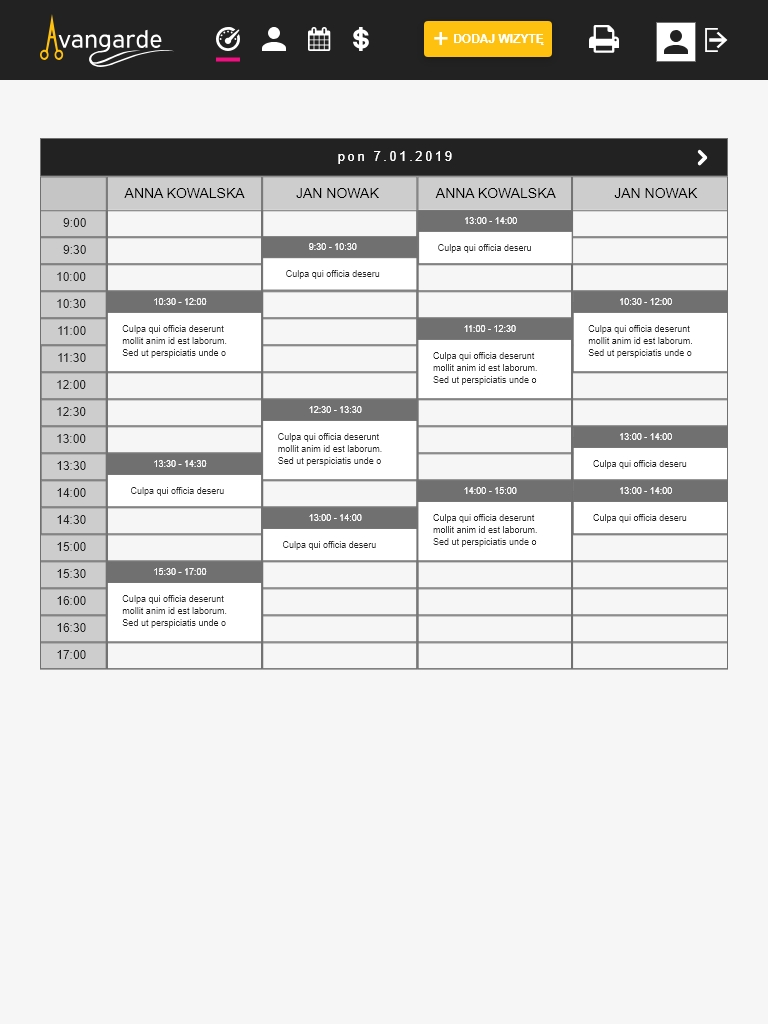 Avangarde
DODAJ WIZYTĘ
pon 7.01.2019
ANNA KOWALSKA JAN NOWAK ANNA KOWALSKA JAN NOWAK
9:00 13:00 - 14:00
9:30 9:30 - 10:30 Culpa qui officia deseru
10:00 Culpa qui officia deseru
10:30 10:30 - 12:00 10:30 - 12:00
11:00 Culpa qui officia deserunt 11:00 - 12:30 Culpa qui officia deserunt
mollit anim id est laborum. mollit anim id est laborum.
11:30 Sed ut perspiciatis unde o Culpa qui officia deserunt Sed ut perspiciatis unde o
mollit anim id est laborum.
12:00 Sed ut perspiciatis unde o
12:30 12:30 - 13:30
13:00 Culpa qui officia deserunt 13:00 - 14:00
mollit anim id est laborum.
13:30 13:30 - 14:30 Sed ut perspiciatis unde o Culpa qui officia deseru
14:00 Culpa qui officia deseru 14:00 - 15:00 13:00 - 14:00
14:30 13:00 - 14:00 Culpa qui officia deserunt Culpa qui officia deseru
mollit anim id est laborum.
15:00 Culpa qui officia deseru Sed ut perspiciatis unde o
15:30 15:30 - 17:00
16:00 Culpa qui officia deserunt
mollit anim id est laborum.
16:30 Sed ut perspiciatis unde o
17:00